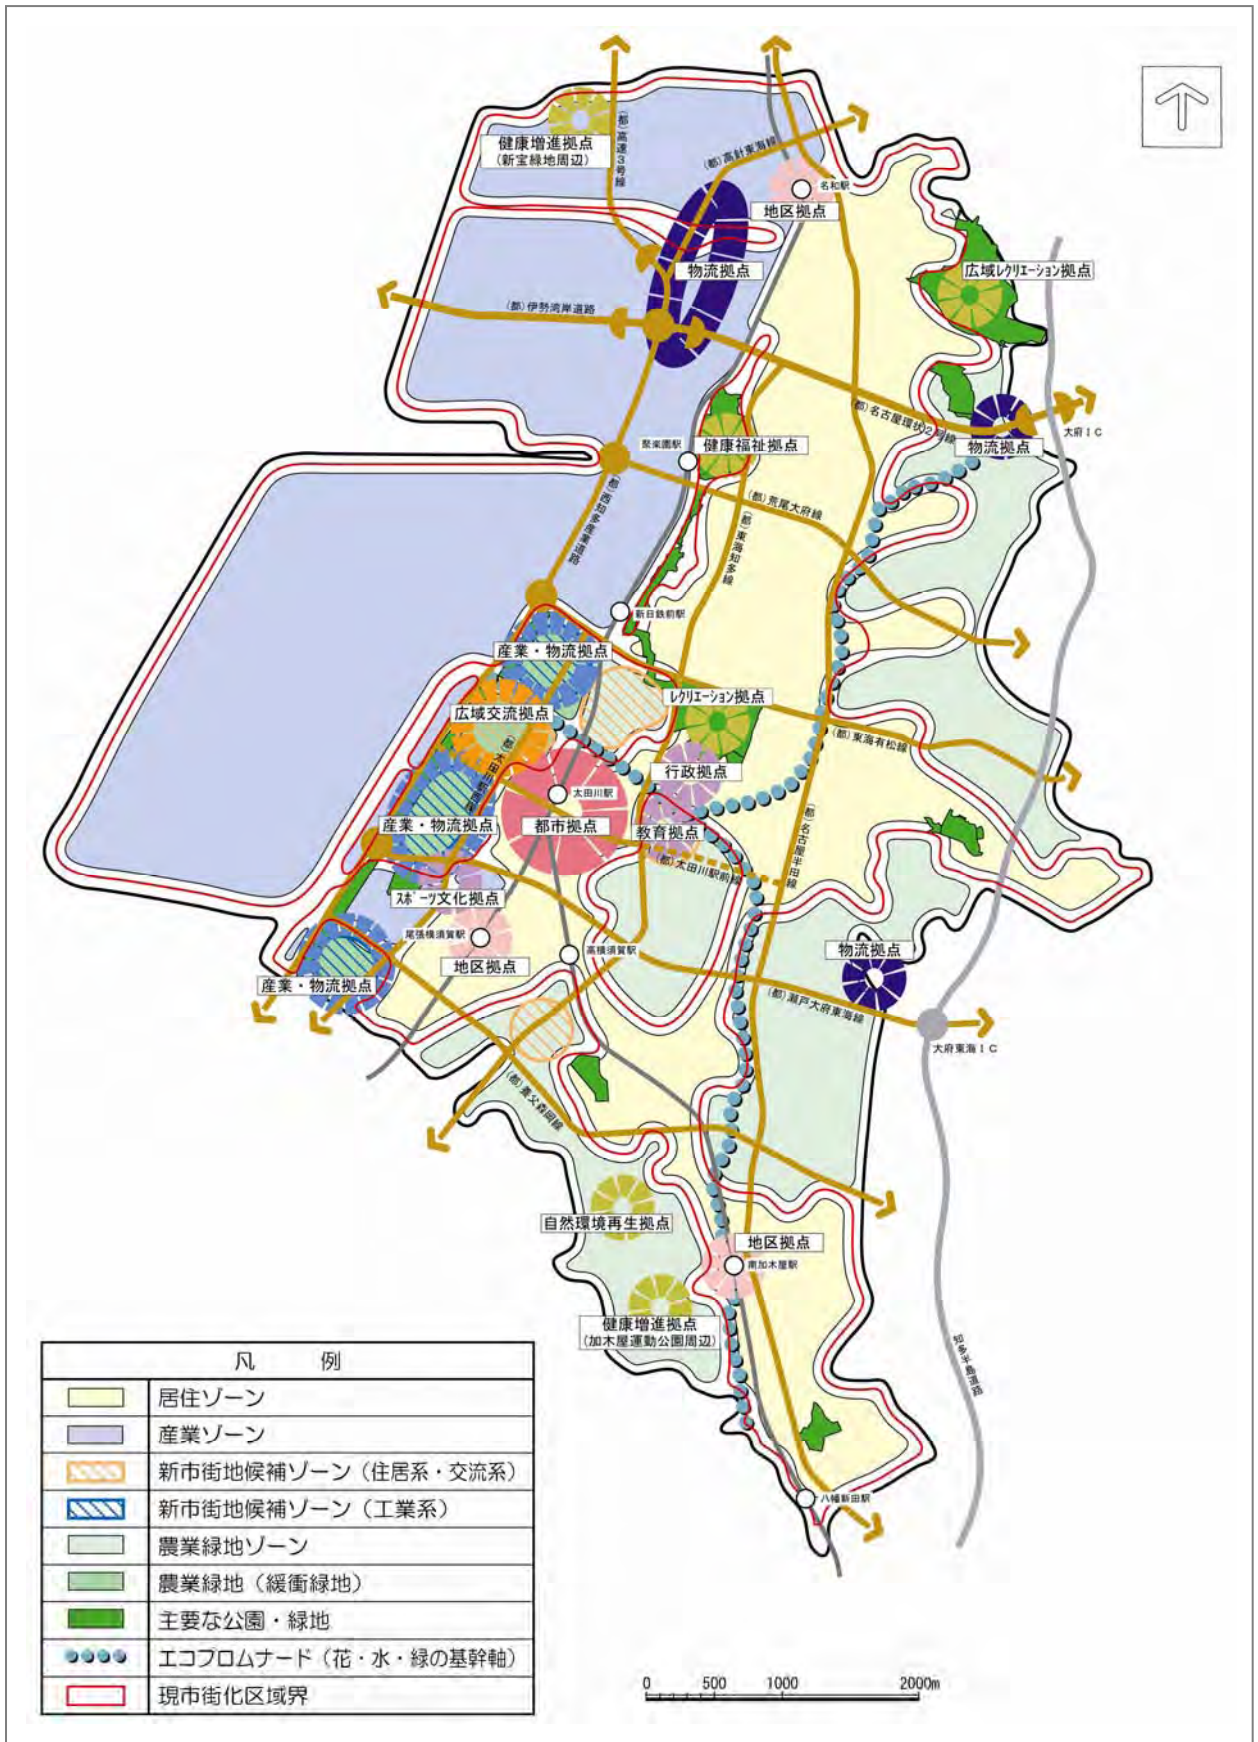 健康増進拠点
(新宝緑地周辺)
(都)高速3号線
(都)高針東海線
名和駅
地区拠点
物流拠点
広域レクリエーション拠点
(都)伊勢湾岸道路
(都)名古屋環状2号線
大府IC
物流拠点
聚楽園駅
健康福祉拠点
(都)西知多産業道路
(都)荒尾大府線
(都)東海知多線
新日鉄前駅
産業・物流拠点
レクリエーション拠点
広域交流拠点
(都)東海有松線
行政拠点
太田川駅
都市拠点
産業・物流拠点
教育拠点
(都)太田川駅前線
(都)名古屋半田線
スポーツ文化拠点
尾張横須賀駅
地区拠点
高横須賀駅
物流拠点
産業・物流拠点
(都)瀬戸大府東海線
大府東海IC
(都)養父森岡線
自然環境再生拠点
地区拠点
南加木屋駅
健康増進拠点
(加木屋運動公園周辺)
知多半島道路
八幡新田駅
凡 例
居住ゾーン
産業ゾーン
新市街地候補ゾーン(住居系・交流系)
新市街地候補ゾーン(工業系)
農業緑地ゾーン
農業緑地(緩衝緑地)
主要な公園・緑地
エコプロムナード(花・水・緑の基幹軸)
現市街化区域界
0 500 1000 2000m